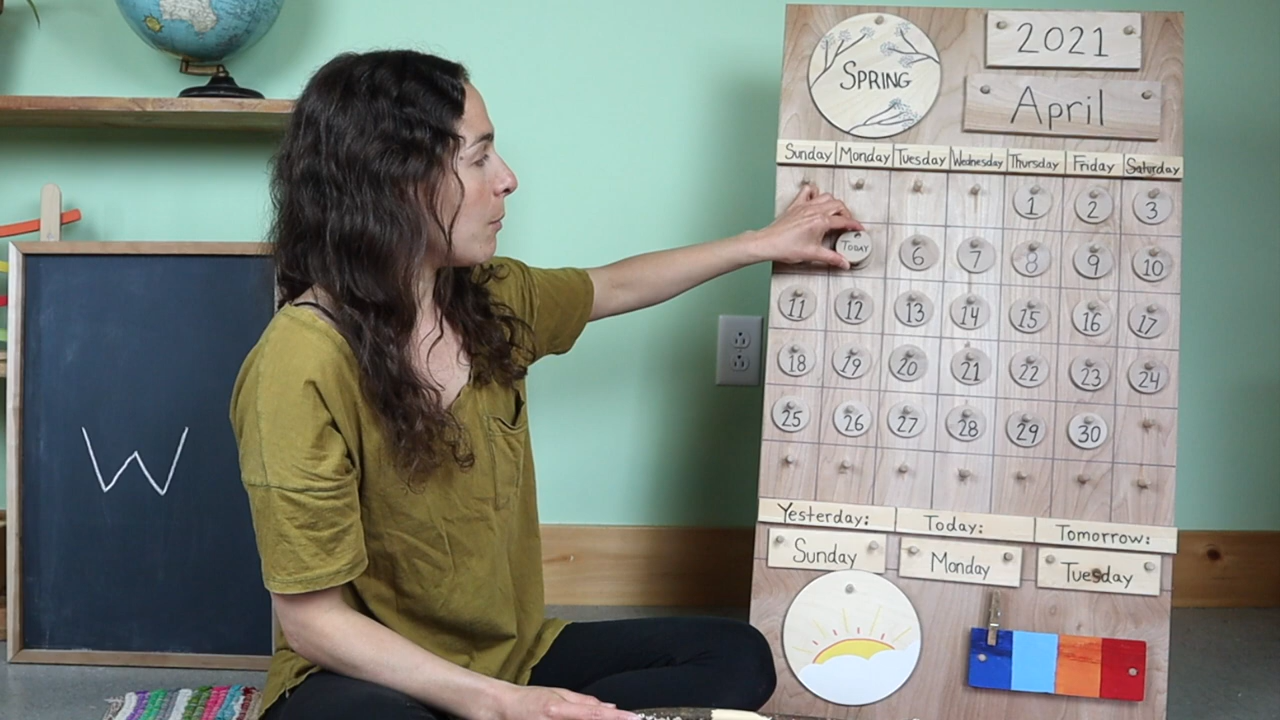 W
SPRING
2021
April
Sunday Monday Tuesday Wednesday Thursday Friday Saturday
1 2 3
TODAY 6 7 8 9 10
11 12 13 14 15 16 17
18 19 20 21 22 23 24
25 26 27 28 29 30
Yesterday: Today: Tomorrow:
Sunday Monday Tuesday